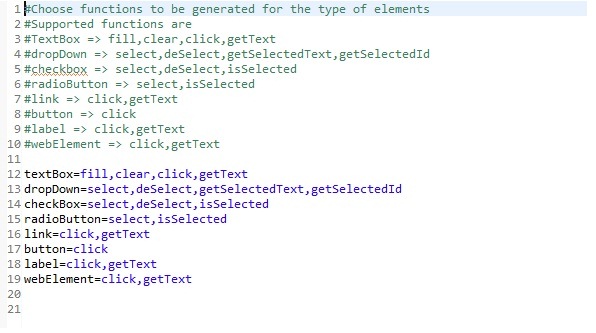 1 #Choose functions to be generated for the type of elements
2 #Supported functions are
3 #TextBox => fill,clear,click,getText
4 #dropDown => select,deSelect,getSelectedText,getSelectedId
5 #checkbox => select,deSelect,isSelected
6 #radioButton => select,isSelected
7 #link => click,getText
8 #button => click
9 #label => click,getText
10 #webElement => click,getText
11
12 textBox=fill,clear,click,getText
13 dropDown=select,deSelect,getSelectedText,getSelectedId
14 checkBox=select,deSelect,isSelected
15 radioButton=select,isSelected
16 link=click,getText
17 button=click
18 label=click,getText
19 webElement=click,getText
20
21